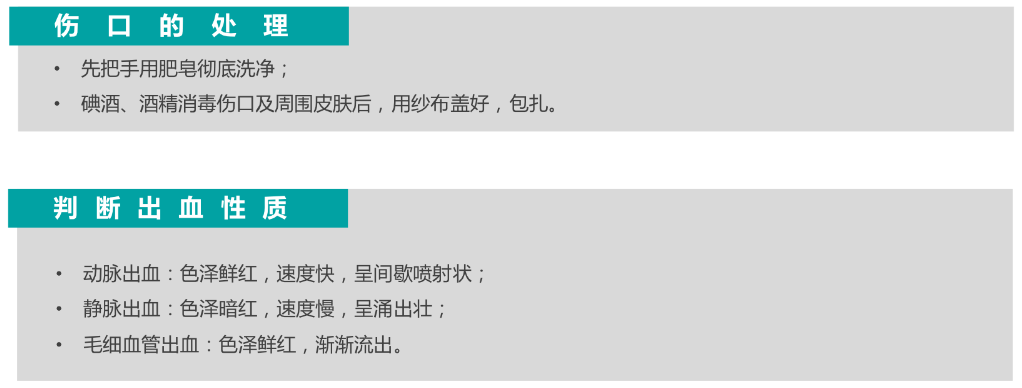 伤口的处理
• 先把手用肥皂彻底洗净；
• 碘酒、酒精消毒伤口及周围皮肤后，用纱布盖好，包扎。
判断出血性质
• 动脉出血：色泽鲜红，速度快，呈间歇喷射状；
• 静脉出血：色泽暗红，速度慢，呈涌出壮；
• 毛细血管出血：色泽鲜红，渐渐流出。